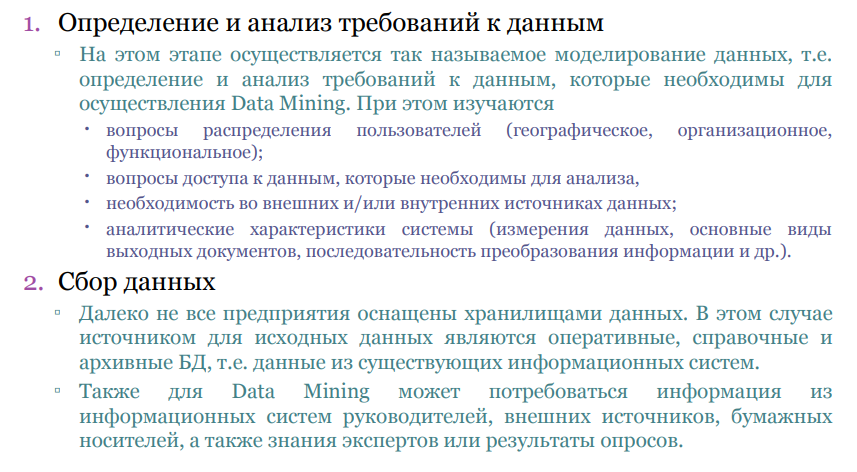 1. Определение и анализ требований к данным
▫ На этом этапе осуществляется так называемое моделирование данных, т.е.
определение и анализ требований к данным, которые необходимы для
осуществления Data Mining. При этом изучаются
• вопросы распределения пользователей (географическое, организационное,
функциональное);
• вопросы доступа к данным, которые необходимы для анализа,
• необходимость во внешних и/или внутренних источниках данных;
• аналитические характеристики системы (измерения данных, основные виды
выходных документов, последовательность преобразования информации и др.).
2. Сбор данных
▫ Далеко не все предприятия оснащены хранилищами данных. В этом случае
источником для исходных данных являются оперативные, справочные и
архивные БД, т.е. данные из существующих информационных систем.
▫ Также для Data Mining может потребоваться информация из
информационных систем руководителей, внешних источников, бумажных
носителей, а также знания экспертов или результаты опросов.